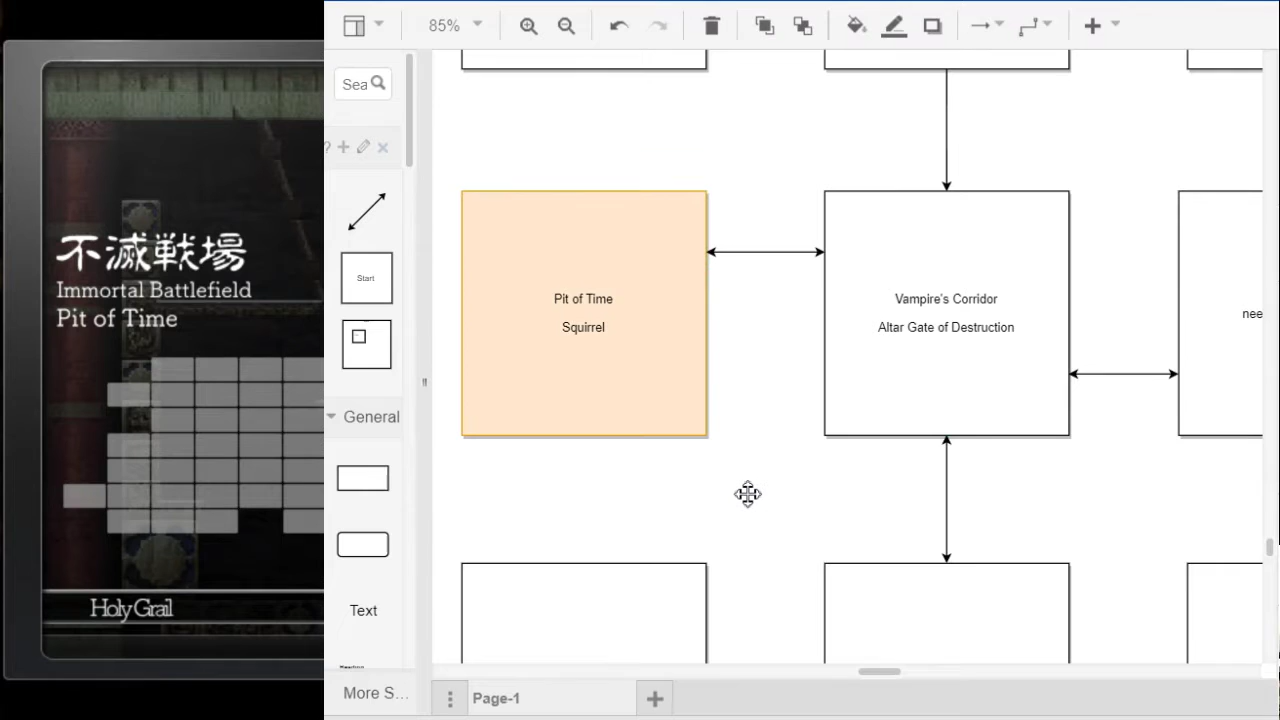 不滅戦場
Immortal Battlefield
Pit of Time
Holy Grail
85%
Sea
?
Start
General
Text
More S...
Pit of Time
Squirrel
Vampire's Corridor
Altar Gate of Destruction
nee
Page-1